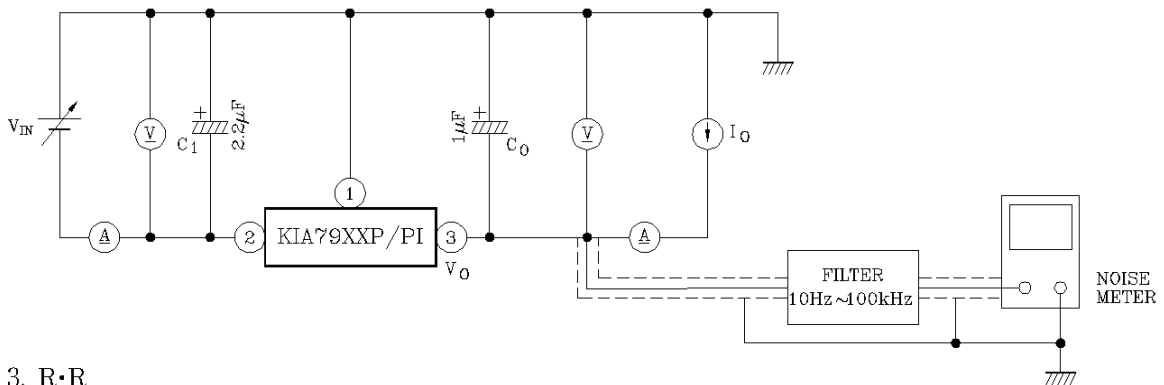 V_IN
V
+
C_1
2.2μF
1μF
+
C_O
V
I_O
1
A
2
KIA79XXP/PI
3
V_O
A
FILTER
10Hz~100kHz
NOISE
METER
3. R·R